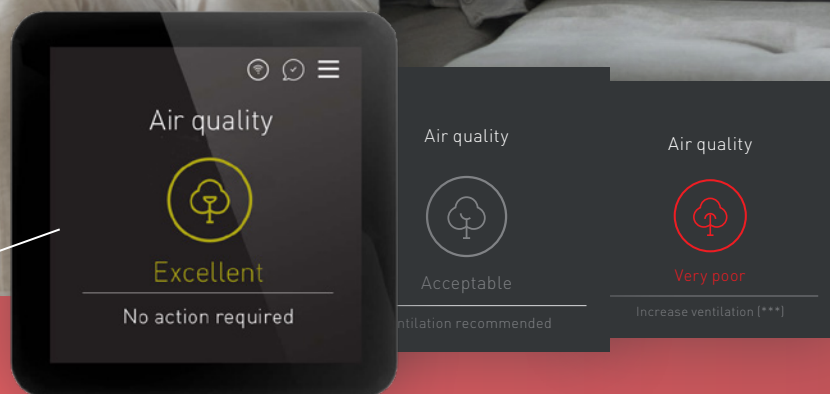 Air quality
Excellent
No action required
Air quality
Acceptable
ntilation recommended
Air quality
Very poor
Increase ventilation (***)